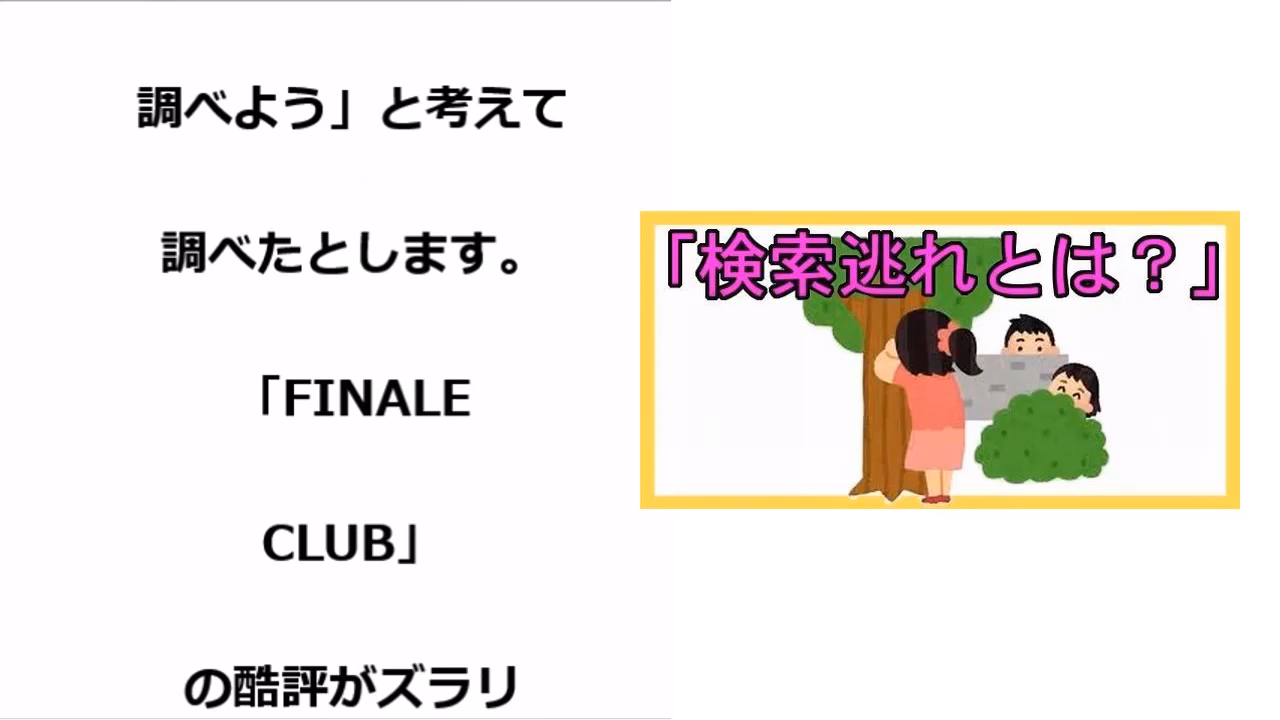 調べよう」と考えて
調べたとします。
「FINALE
CLUB」
の酷評がズラリ
「検索逃れとは？」